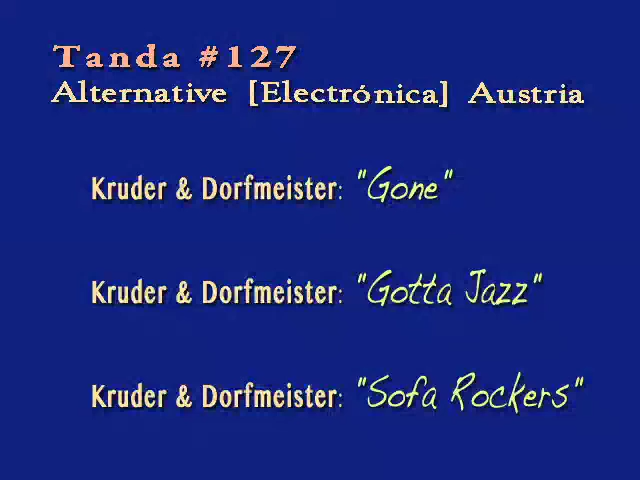 Tanda #127
Alternative [Electrónica] Austria
Kruder & Dorfmeister: "Gone"
Kruder & Dorfmeister: "Gotta Jazz"
Kruder & Dorfmeister: "Sofa Rockers"